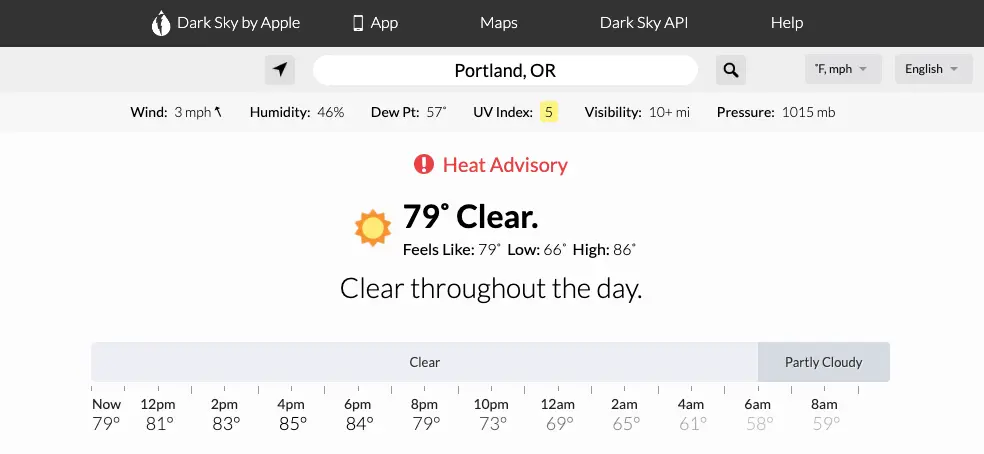 Dark Sky by Apple App Maps Dark Sky API Help
Portland, OR ˚F, mph English
Wind: 3 mph Humidity: 46% Dew Pt: 57˚ UV Index: 5 Visibility: 10+ mi Pressure: 1015 mb
Heat Advisory
79˚ Clear.
Feels Like: 79˚ Low: 66˚ High: 86˚
Clear throughout the day.
Clear Partly Cloudy
Now 12pm 2pm 4pm 6pm 8pm 10pm 12am 2am 4am 6am 8am
79° 81° 83° 85° 84° 79° 73° 69° 65° 61° 58° 59°